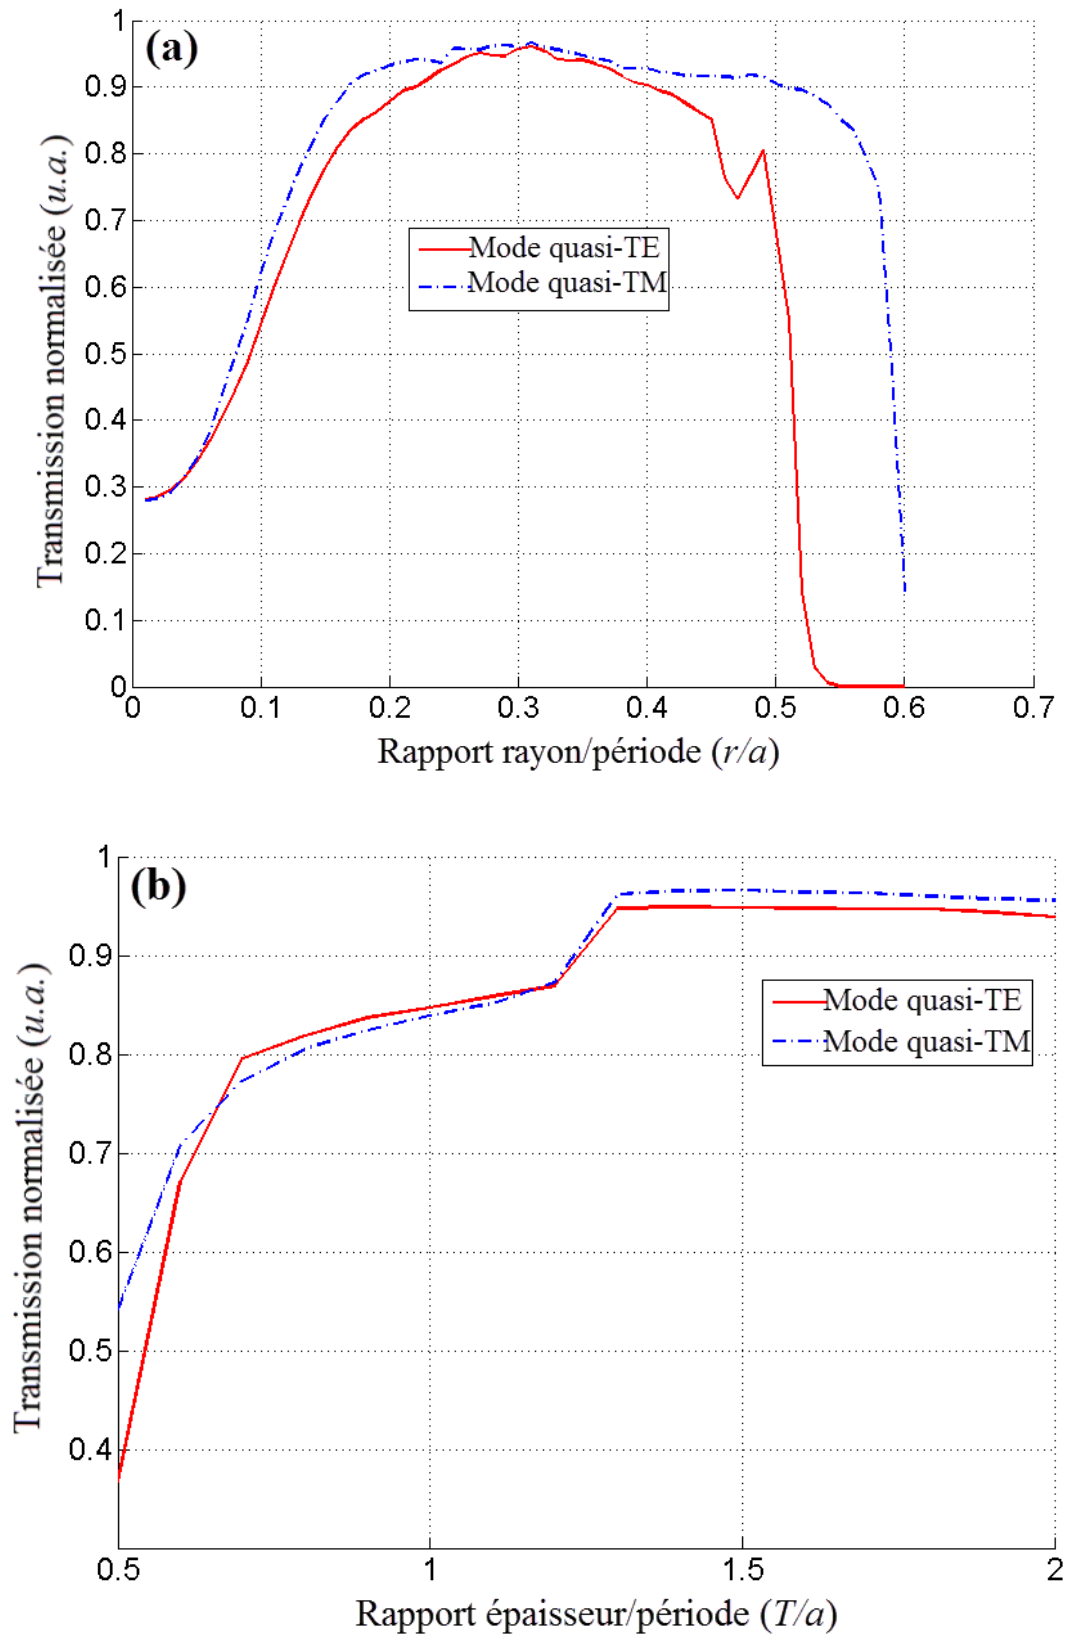 (a)
Transmission normalisée (u.a.)
1
0.9
0.8
0.7
0.6
0.5
0.4
0.3
0.2
0.1
0
Mode quasi-TE
Mode quasi-TM
0 0.1 0.2 0.3 0.4 0.5 0.6 0.7
Rapport rayon/période (r/a)
(b)
Transmission normalisée (u.a.)
1
0.9
0.8
0.7
0.6
0.5
0.4
Mode quasi-TE
Mode quasi-TM
0.5 1 1.5 2
Rapport épaisseur/période (T/a)